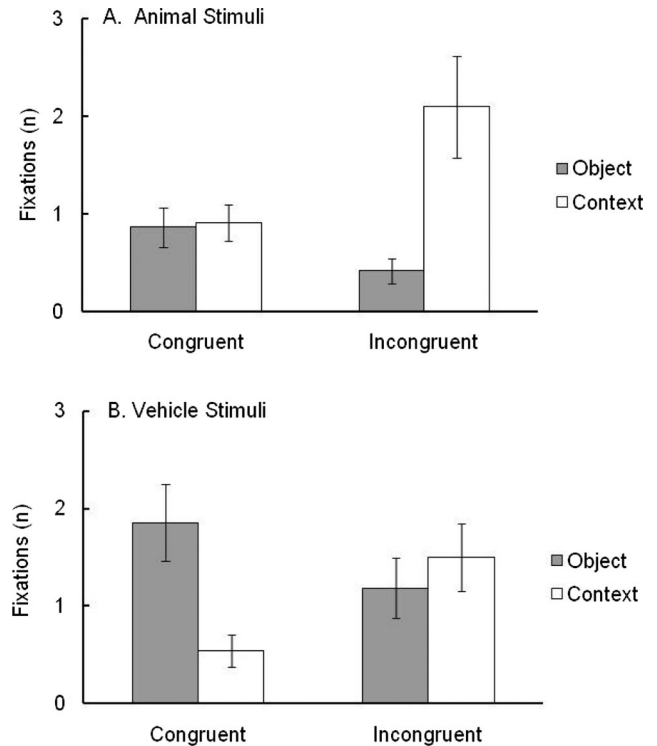 A. Animal Stimuli
3
2
1
0
Fixations (n)
Object
Context
Congruent Incongruent
B. Vehicle Stimuli
3
2
1
0
Fixations (n)
Object
Context
Congruent Incongruent